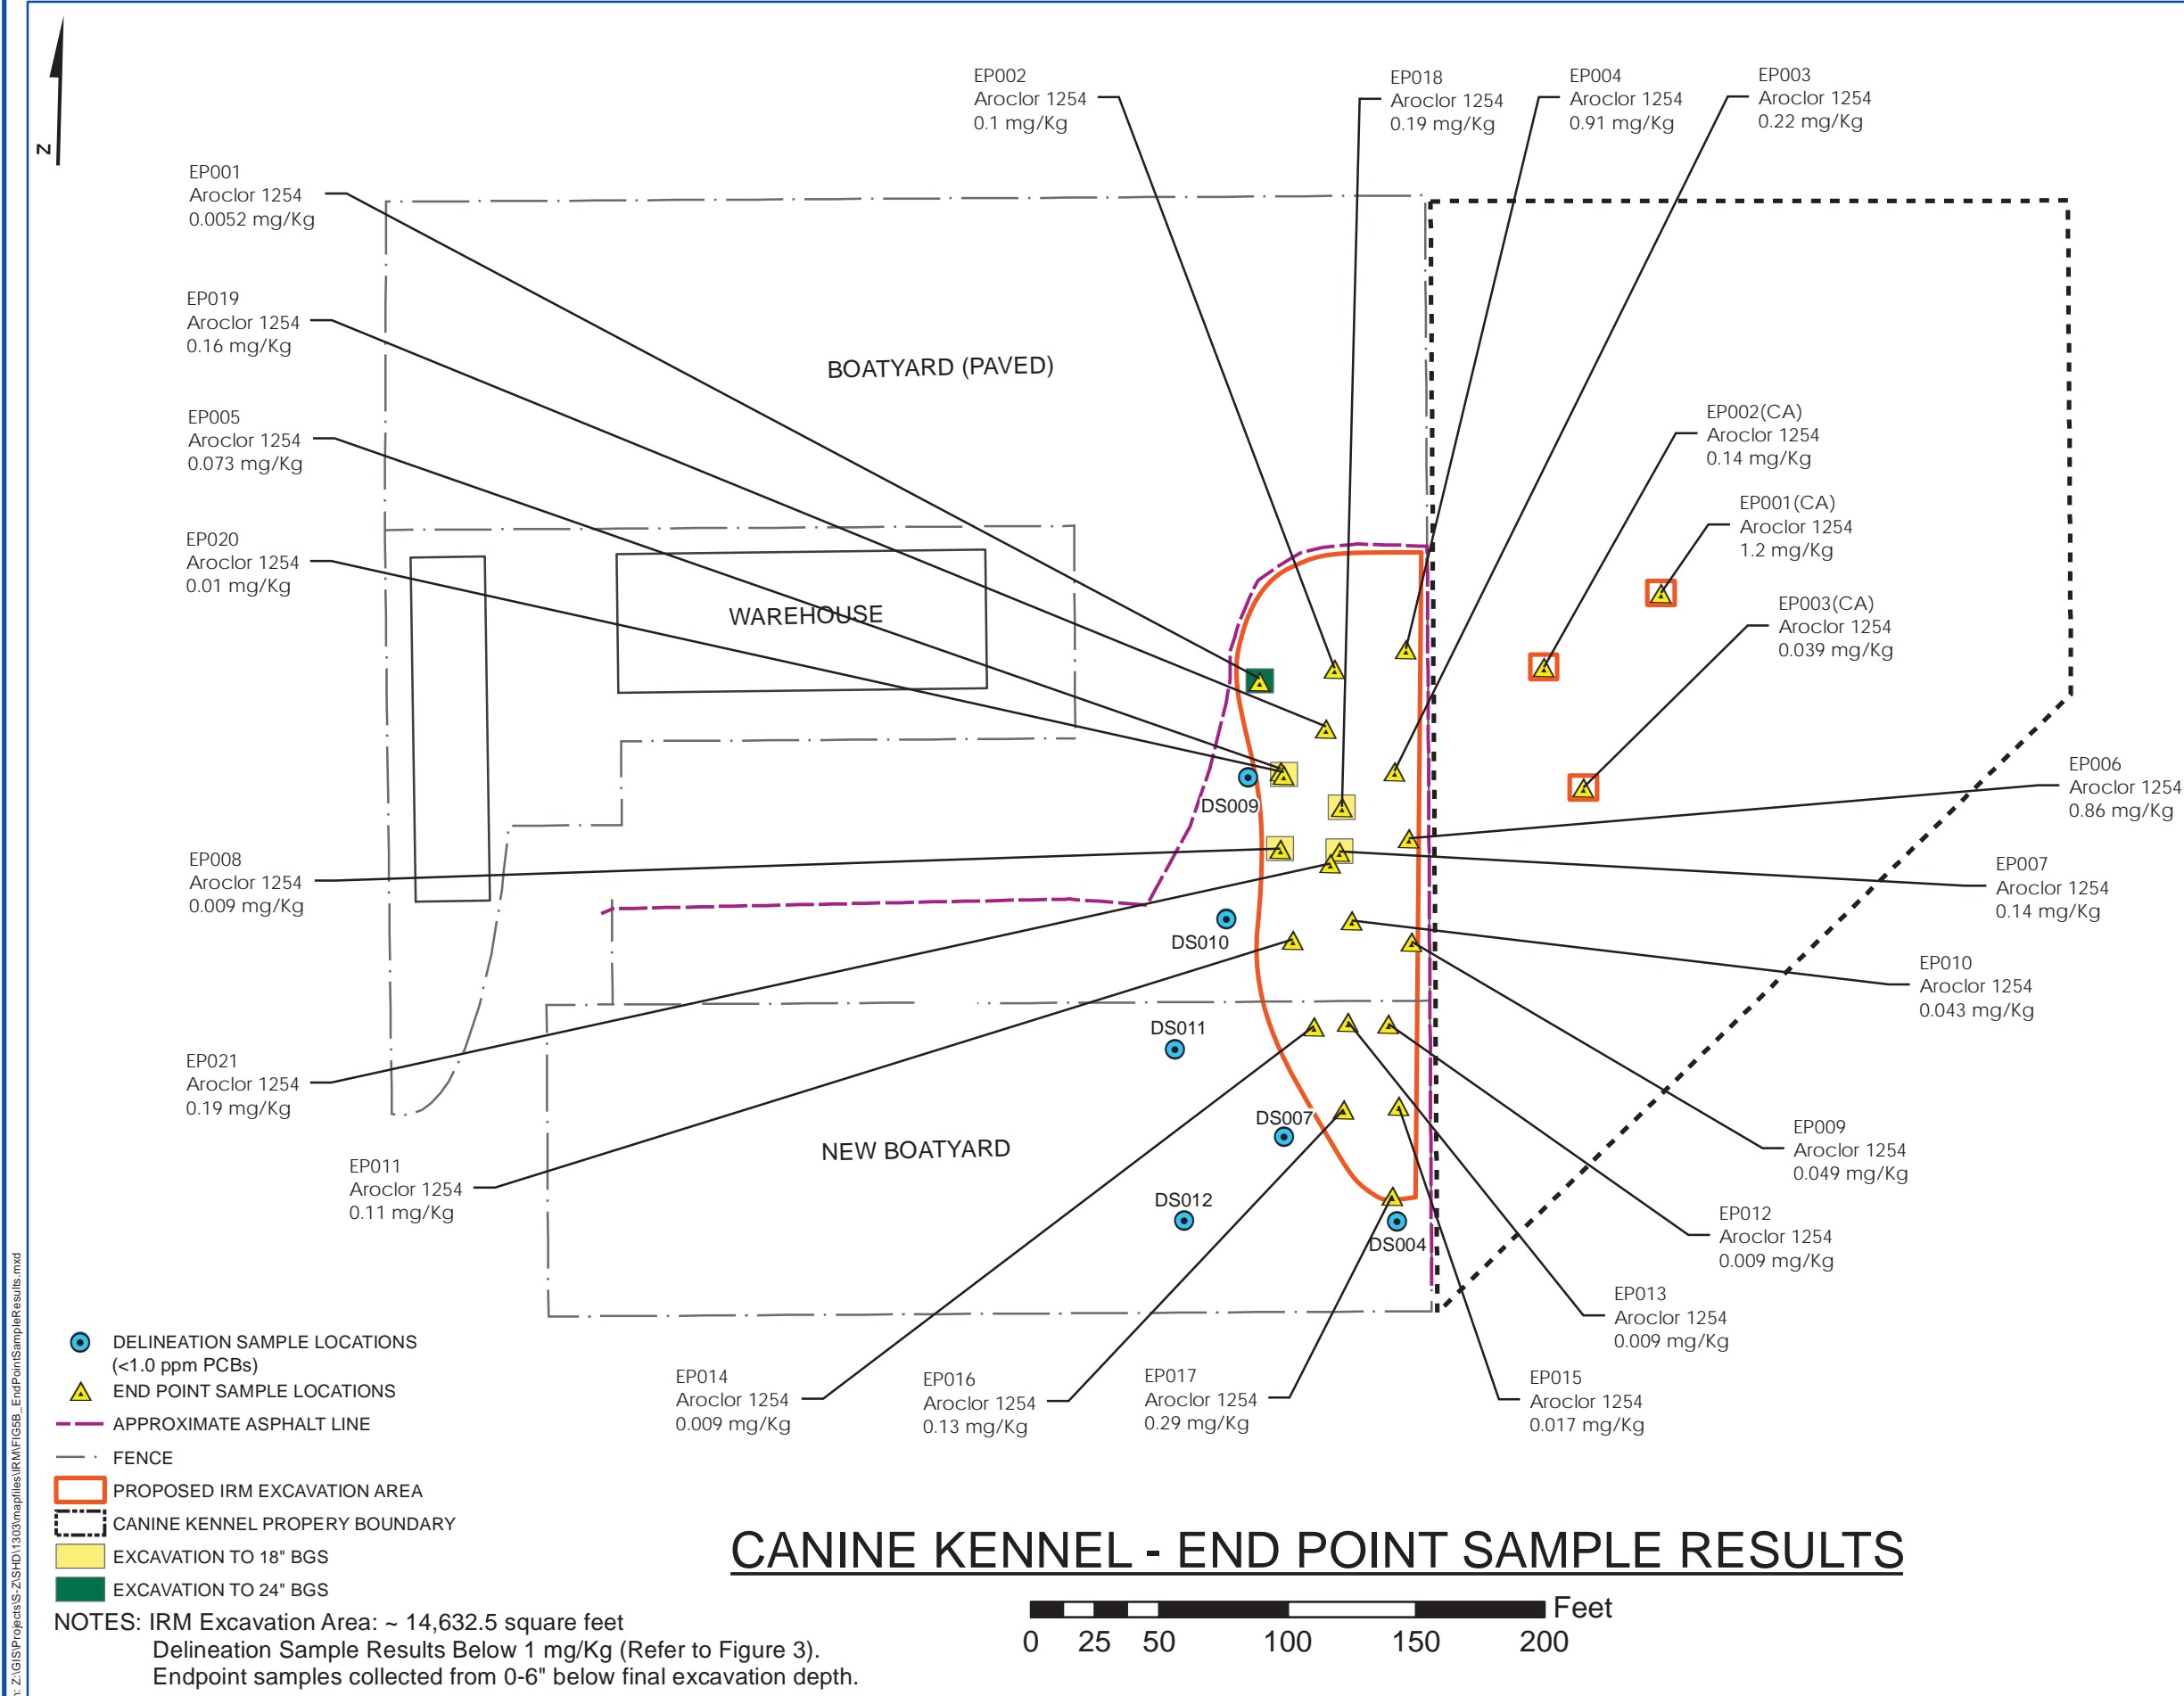 EP002
Aroclor 1254
0.1 mg/Kg
EP018
Aroclor 1254
0.19 mg/Kg
EP004
Aroclor 1254
0.91 mg/Kg
EP003
Aroclor 1254
0.22 mg/Kg
N
EP001
Aroclor 1254
0.0052 mg/Kg
EP019
Aroclor 1254
0.16 mg/Kg
BOATYARD (PAVED)
EP005
Aroclor 1254
0.073 mg/Kg
EP002(CA)
Aroclor 1254
0.14 mg/Kg
EP001(CA)
Aroclor 1254
1.2 mg/Kg
EP020
Aroclor 1254
0.01 mg/Kg
WAREHOUSE
EP003(CA)
Aroclor 1254
0.039 mg/Kg
EP006
Aroclor 1254
0.86 mg/Kg
DS009
EP008
Aroclor 1254
0.009 mg/Kg
EP007
Aroclor 1254
0.14 mg/Kg
DS010
EP010
Aroclor 1254
0.043 mg/Kg
DS011
EP021
Aroclor 1254
0.19 mg/Kg
DS007
NEW BOATYARD
EP009
Aroclor 1254
0.049 mg/Kg
EP011
Aroclor 1254
0.11 mg/Kg
DS012
DS004
EP012
Aroclor 1254
0.009 mg/Kg
EP013
Aroclor 1254
0.009 mg/Kg
EP014
Aroclor 1254
0.009 mg/Kg
EP016
Aroclor 1254
0.13 mg/Kg
EP017
Aroclor 1254
0.29 mg/Kg
EP015
Aroclor 1254
0.017 mg/Kg
DELINEATION SAMPLE LOCATIONS
(<1.0 ppm PCBs)
END POINT SAMPLE LOCATIONS
APPROXIMATE ASPHALT LINE
FENCE
PROPOSED IRM EXCAVATION AREA
CANINE KENNEL PROPERY BOUNDARY
EXCAVATION TO 18" BGS
EXCAVATION TO 24" BGS
NOTES: IRM Excavation Area: ~ 14,632.5 square feet
Delineation Sample Results Below 1 mg/Kg (Refer to Figure 3).
Endpoint samples collected from 0-6" below final excavation depth.
CANINE KENNEL - END POINT SAMPLE RESULTS
Feet
0 25 50 100 150 200
Z:\GIS\Projects\S-Z\SHD\1303\mapfiles\IRM\FIG5B_EndPointSampleResults.mxd